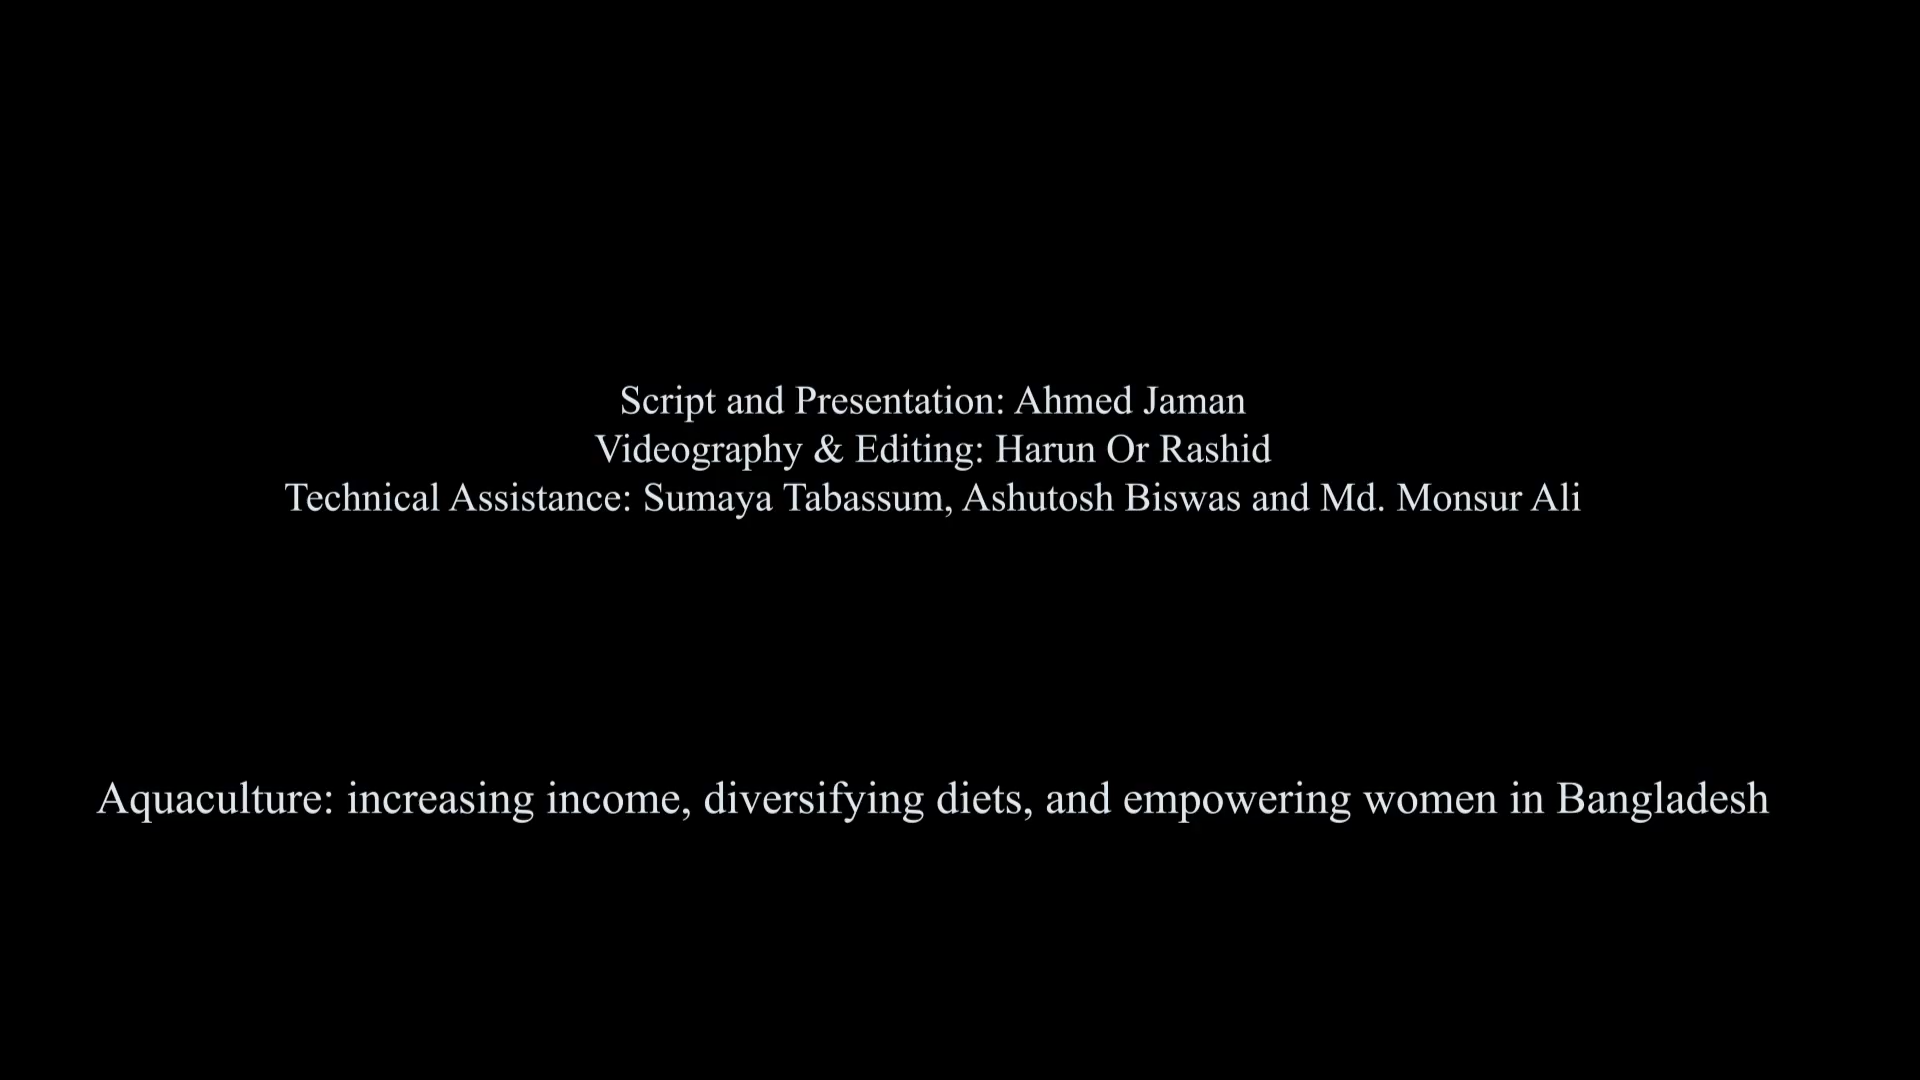 Script and Presentation: Ahmed Jaman
Videography & Editing: Harun Or Rashid
Technical Assistance: Sumaya Tabassum, Ashutosh Biswas and Md. Monsur Ali
Aquaculture: increasing income, diversifying diets, and empowering women in Bangladesh